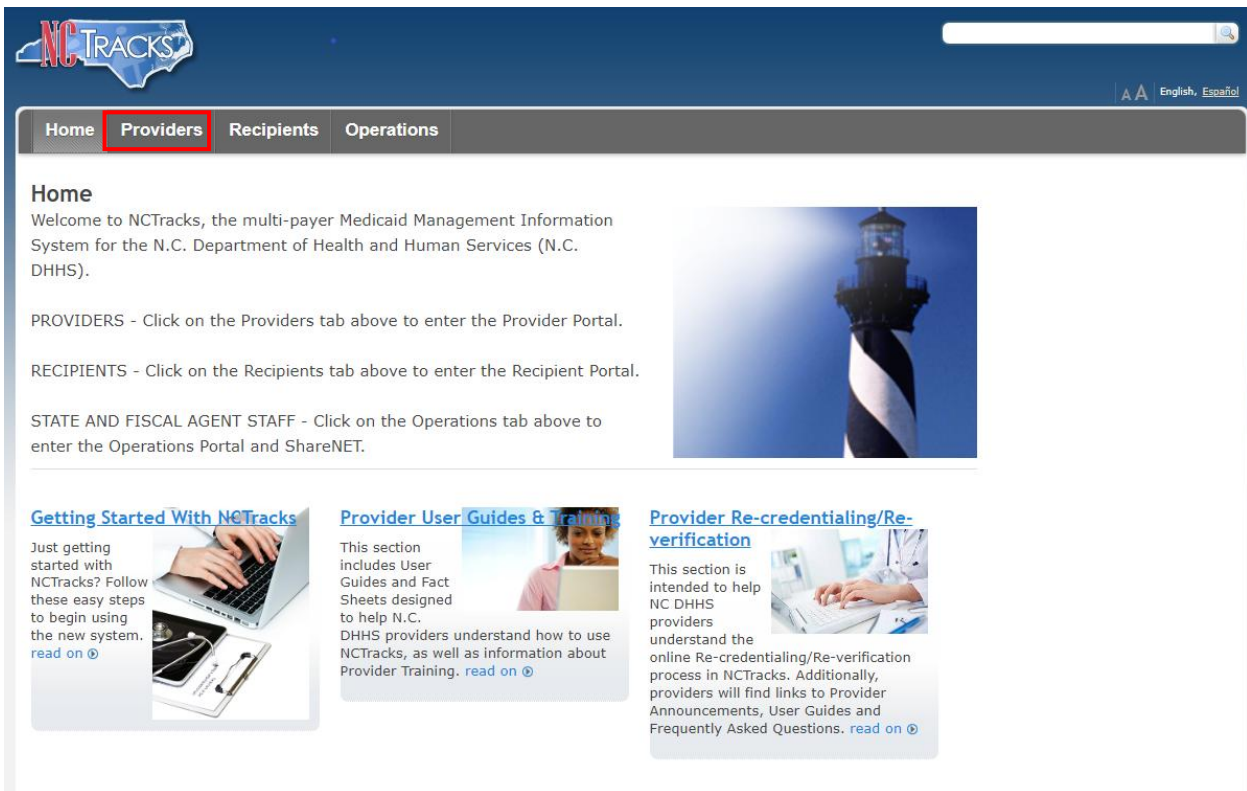 NCTRACKS
A A English, Español
Home Providers Recipients Operations
Home
Welcome to NCTracks, the multi-payer Medicaid Management Information
System for the N.C. Department of Health and Human Services (N.C.
DHHS).
PROVIDERS - Click on the Providers tab above to enter the Provider Portal.
RECIPIENTS - Click on the Recipients tab above to enter the Recipient Portal.
STATE AND FISCAL AGENT STAFF - Click on the Operations tab above to
enter the Operations Portal and ShareNET.
Getting Started With NCTracks
Just getting
started with
NCTracks? Follow
these easy steps
to begin using
the new system.
read on
Provider User Guides & Training
This section
includes User
Guides and Fact
Sheets designed
to help N.C.
DHHS providers understand how to use
NCTracks, as well as information about
Provider Training. read on
Provider Re-credentialing/Re-
verification
This section is
intended to help
NC DHHS
providers
understand the
online Re-credentialing/Re-verification
process in NCTracks. Additionally,
providers will find links to Provider
Announcements, User Guides and
Frequently Asked Questions. read on